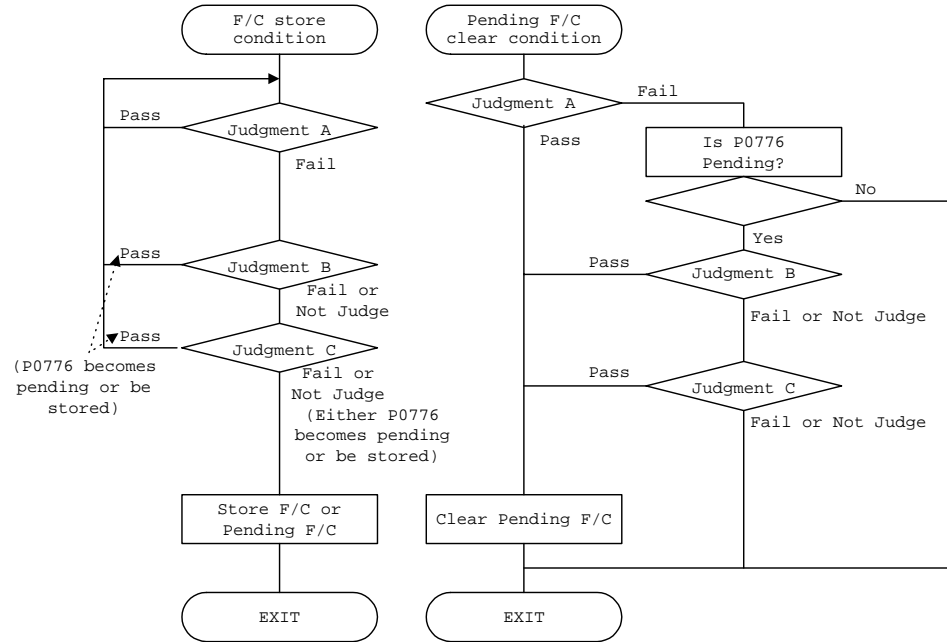 F/C store
condition
Pass
Judgment A
Fail
Pass
Judgment B
Fail or
Not Judge
Pass
Judgment C
(P0776 becomes
pending or be
stored)
Fail or
Not Judge
(Either P0776
becomes pending
or be stored)
Store F/C or
Pending F/C
EXIT
Pending F/C
clear condition
Judgment A
Fail
Pass
Is P0776
Pending?
No
Yes
Pass
Judgment B
Fail or Not Judge
Pass
Judgment C
Fail or Not Judge
Clear Pending F/C
EXIT